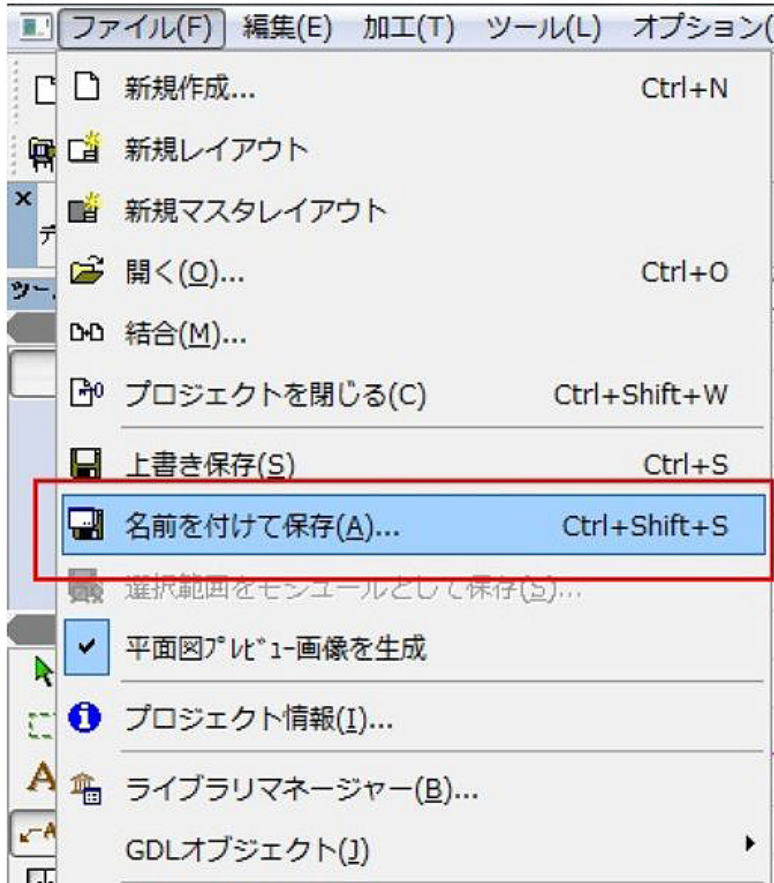 ファイル(F) 編集(E) 加工(T) ツール(L) オプション(
新規作成... Ctrl+N
新規レイアウト
新規マスタレイアウト
開く(O)... Ctrl+O
結合(M)...
プロジェクトを閉じる(C) Ctrl+Shift+W
上書き保存(S) Ctrl+S
名前を付けて保存(A)... Ctrl+Shift+S
選択範囲をモジュールとして保存(S)...
平面図ﾌﾟﾚﾋﾞｭｰ画像を生成
プロジェクト情報(I)...
ライブラリマネージャー(B)...
GDLオブジェクト(J)